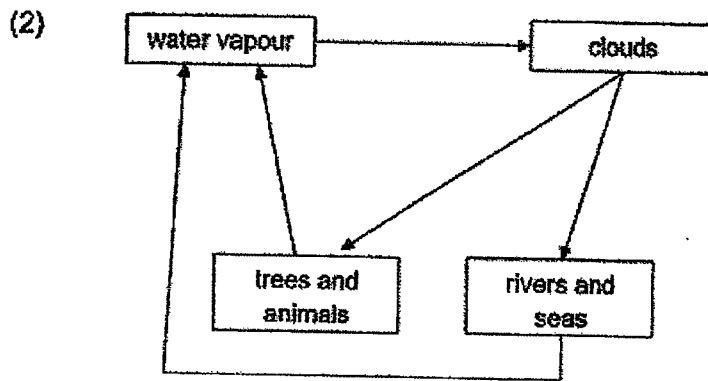 (2)
water vapour
clouds
trees and
animals
rivers and
seas